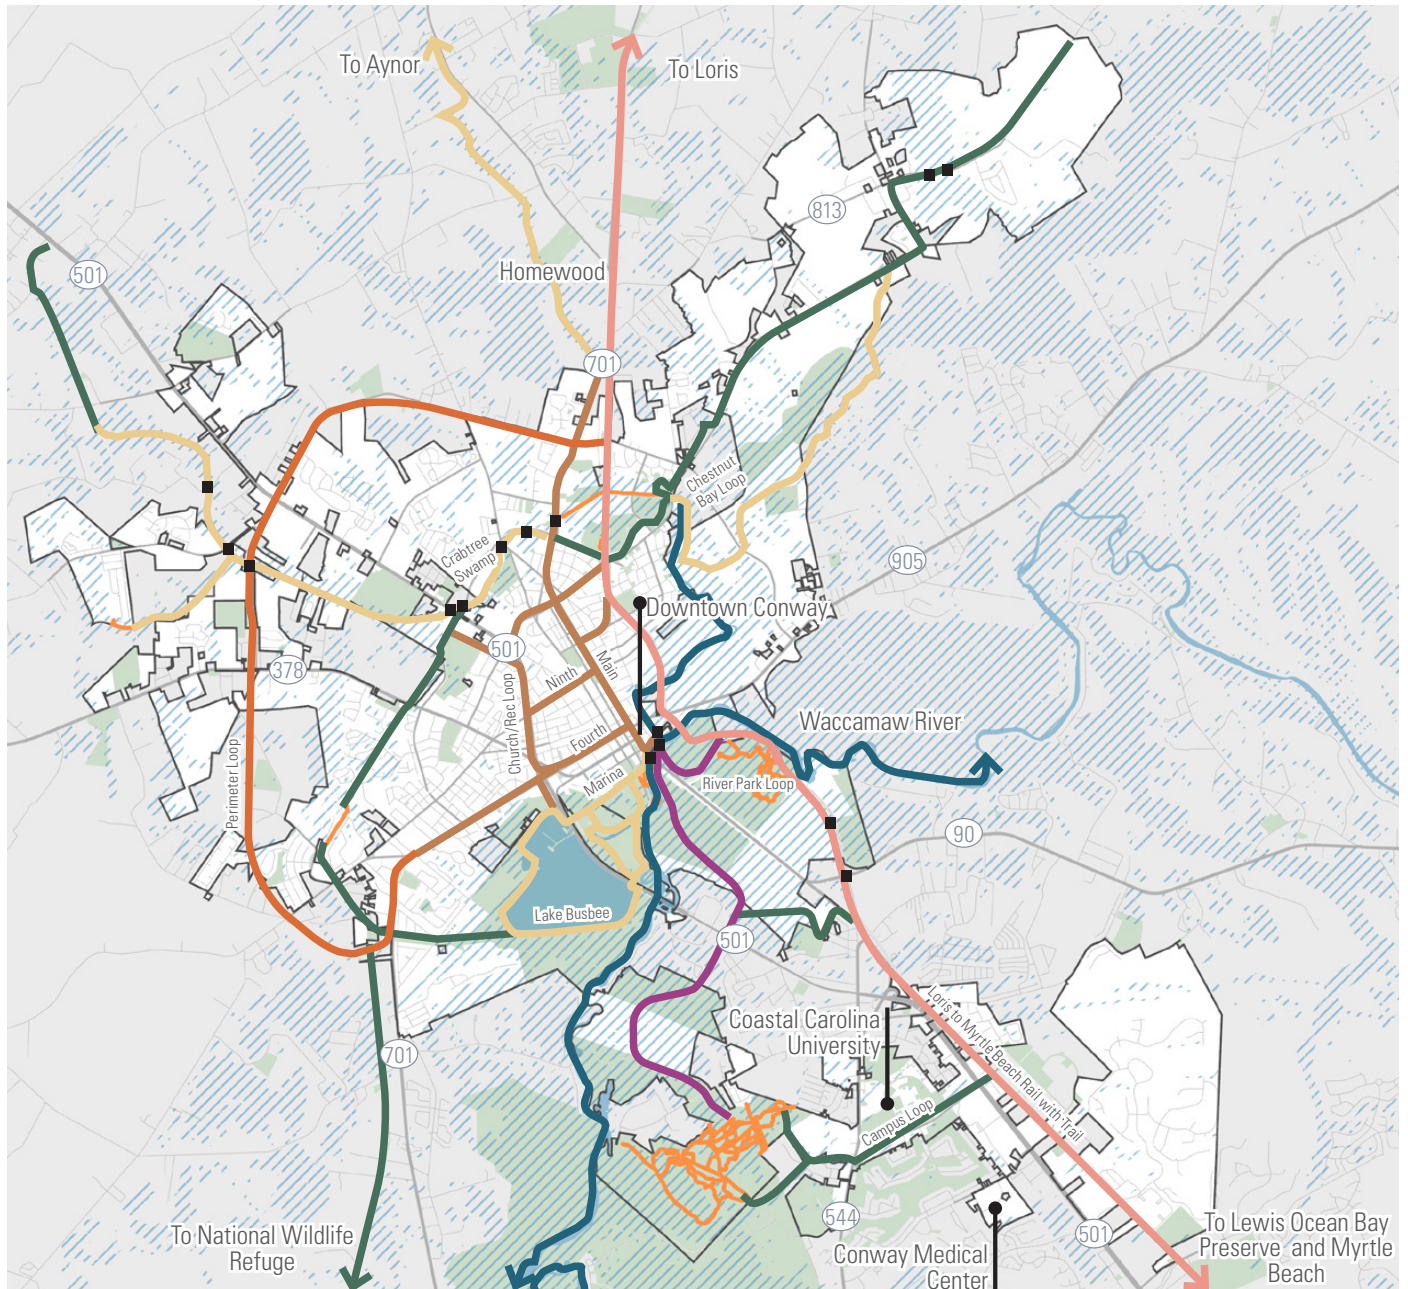 To Aynor
To Loris
813
501
Homewood
701
Chestnut
Bay Loop
Crabtree
Swamp
905
Downtown Conway
501
Main
378
Ninth
Church/Rec Loop
Fourth
Waccamaw River
Perimeter Loop
Marina
River Park Loop
90
Lake Busbee
501
Loris to Myrtle Beach Rail with Trail
Coastal Carolina
University
701
Campus Loop
544
501
To National Wildlife
Refuge
Conway Medical
Center
To Lewis Ocean Bay
Preserve and Myrtle
Beach